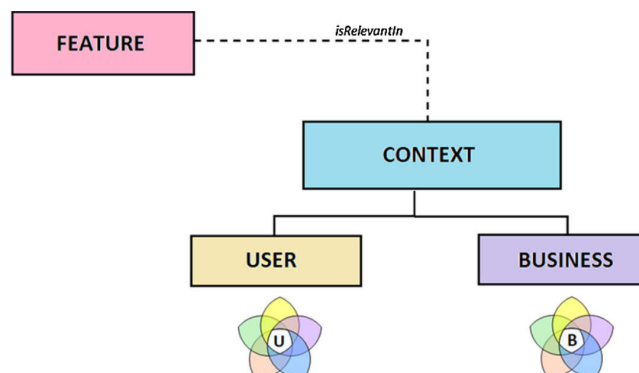 FEATURE
isRelevantIn
CONTEXT
USER
BUSINESS
U
B